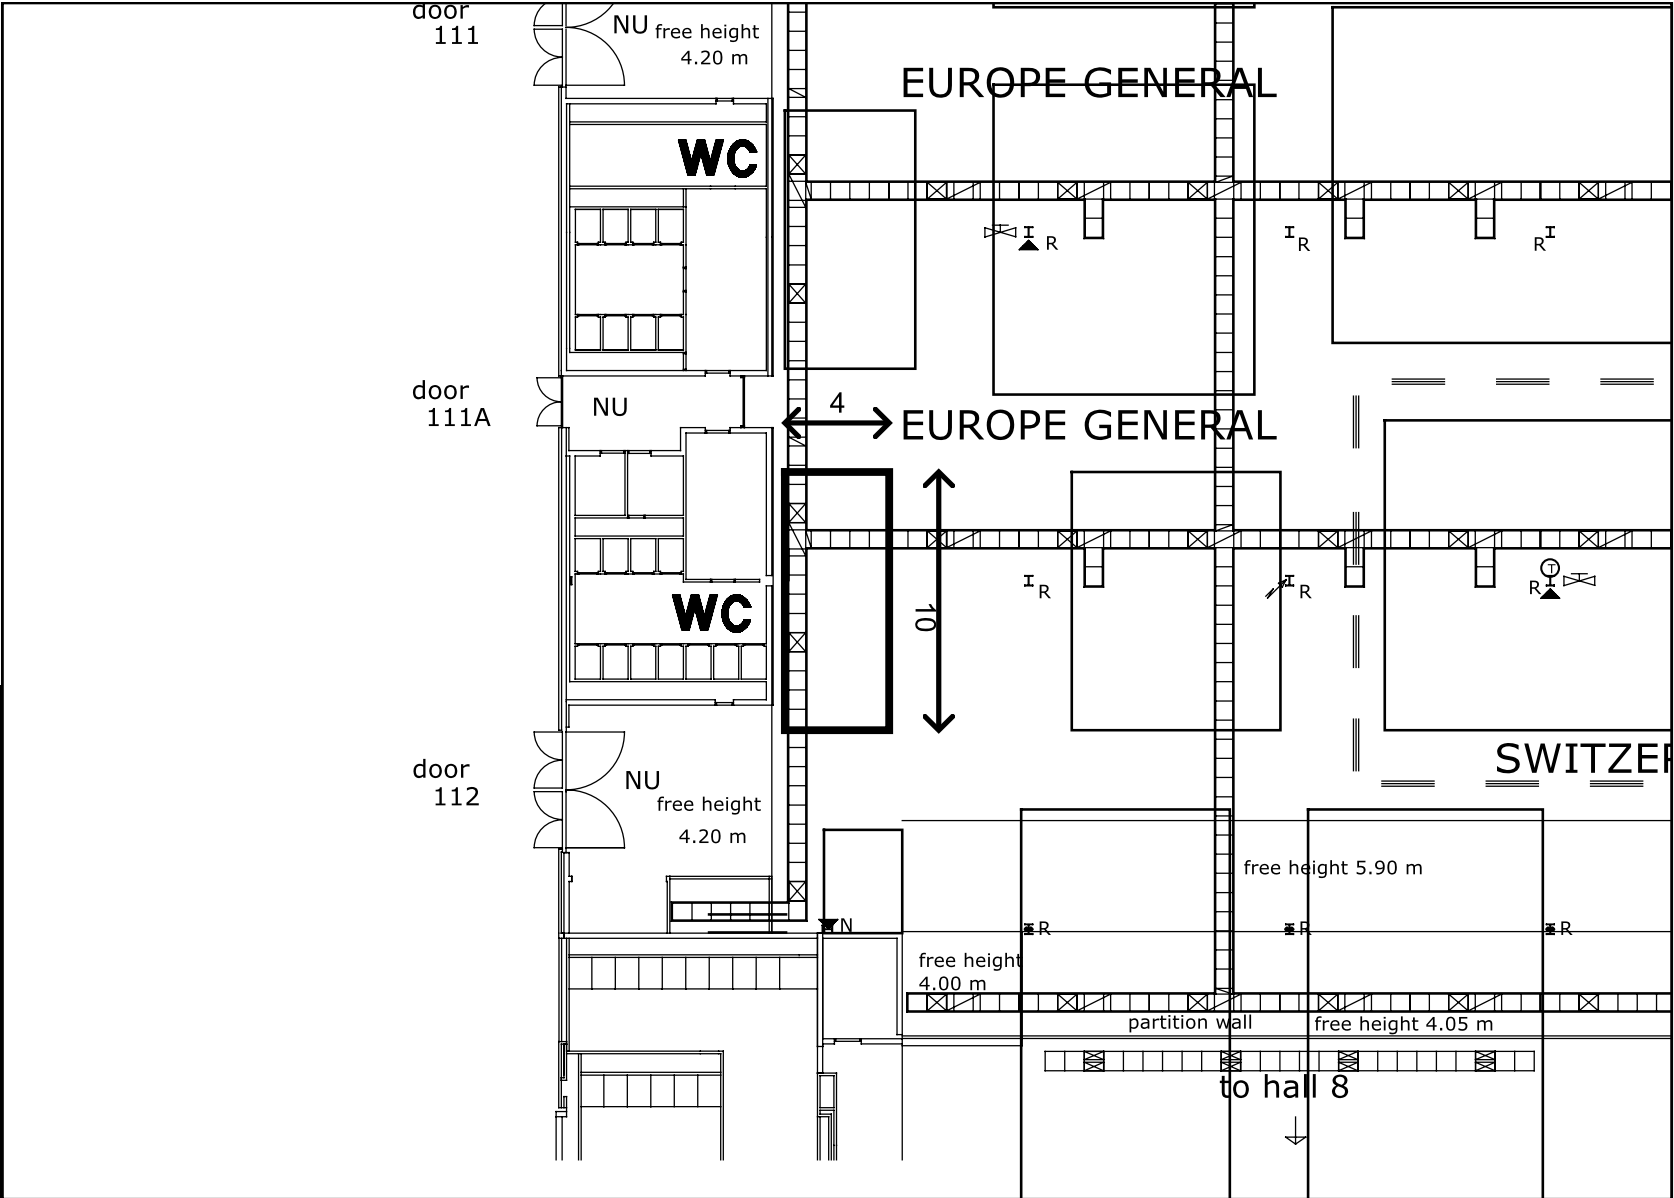 door
111
NU
free height
4.20 m
EUROPE GENERAL
WC
R
R
R
door
111A
NU
4
EUROPE GENERAL
10
T
R
R
R
WC
SWITZER
door
112
NU
free height
4.20 m
free height 5.90 m
N
R
R
R
free height
4.00 m
partition wall
free height 4.05 m
to hall 8